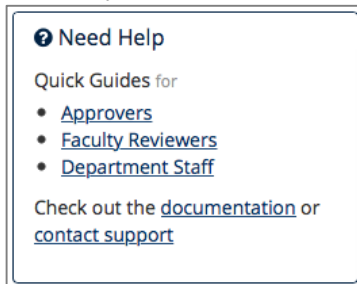 Need Help
Quick Guides for
Approvers
Faculty Reviewers
Department Staff
Check out the documentation or
contact support